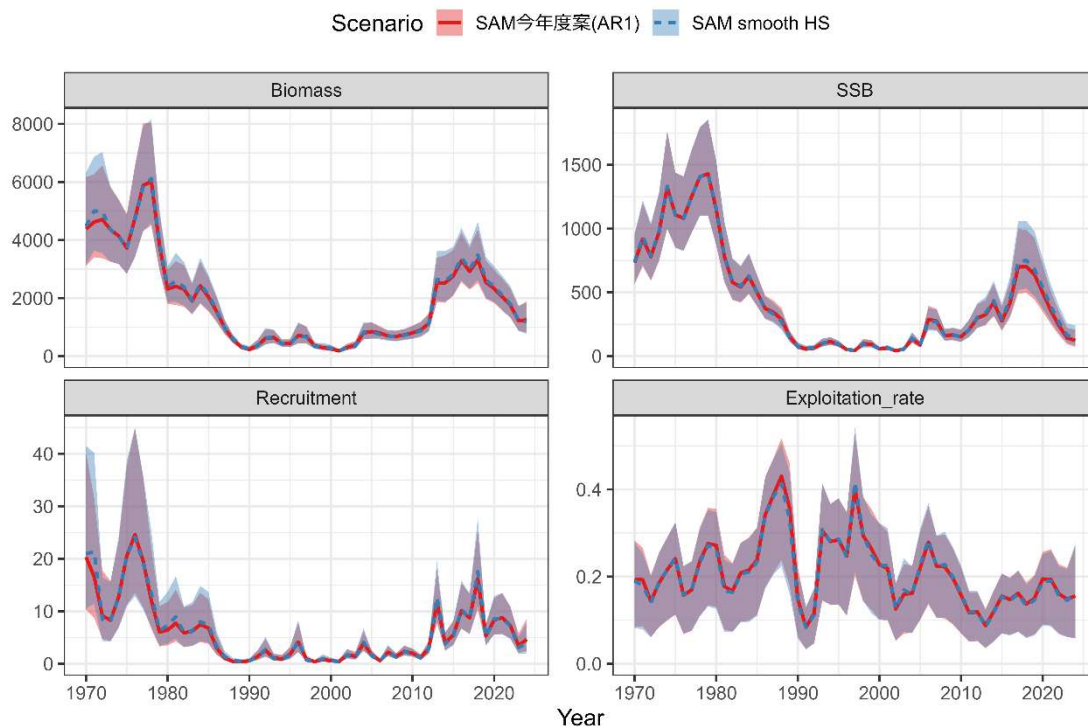 Scenario SAM今年度案(AR1) SAM smooth HS
Biomass
SSB
8000
6000
4000
2000
0
1500
1000
500
0
Recruitment
Exploitation_rate
40
30
20
10
0
0.4
0.2
0.0
1970 1980 1990 2000 2010 2020
1970 1980 1990 2000 2010 2020
Year